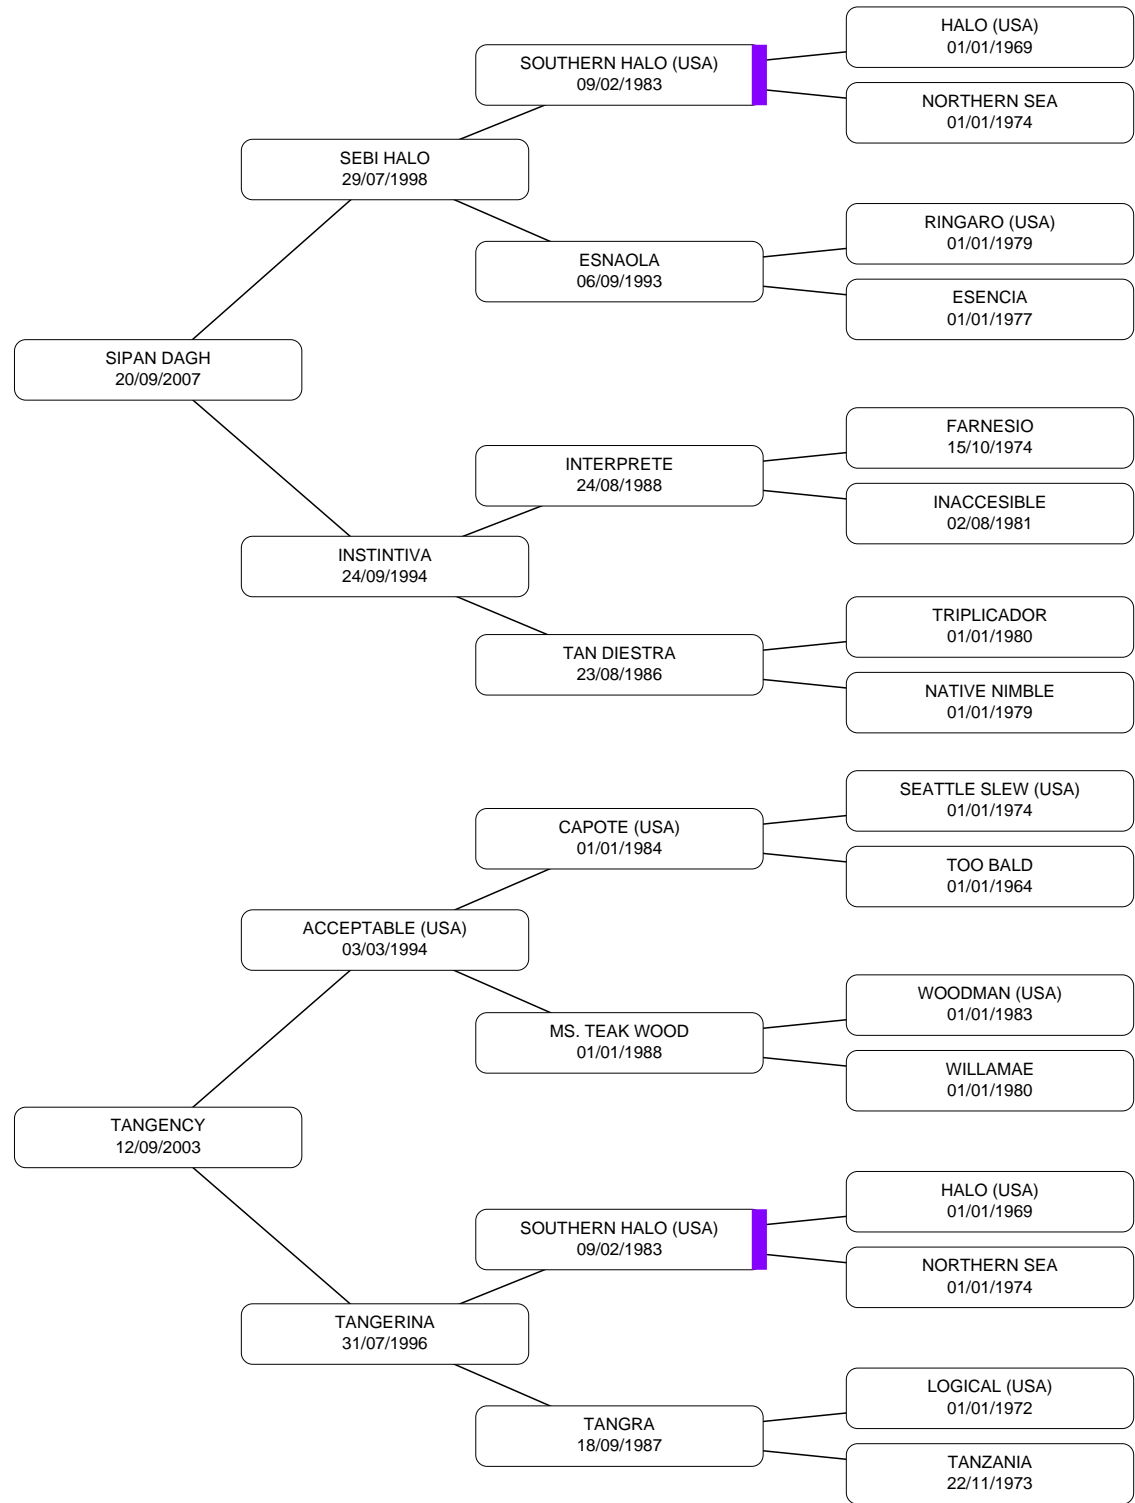 HALO (USA)
01/01/1969
SOUTHERN HALO (USA)
09/02/1983
NORTHERN SEA
01/01/1974
SEBI HALO
29/07/1998
RINGARO (USA)
01/01/1979
ESNAOLA
06/09/1993
ESENCIA
01/01/1977
SIPAN DAGH
20/09/2007
FARNESIO
15/10/1974
INTERPRETE
24/08/1988
INACCESIBLE
02/08/1981
INSTINTIVA
24/09/1994
TRIPLICADOR
01/01/1980
TAN DIESTRA
23/08/1986
NATIVE NIMBLE
01/01/1979
SEATTLE SLEW (USA)
01/01/1974
CAPOTE (USA)
01/01/1984
TOO BALD
01/01/1964
ACCEPTABLE (USA)
03/03/1994
WOODMAN (USA)
01/01/1983
MS. TEAK WOOD
01/01/1988
WILLAMAE
01/01/1980
TANGENCY
12/09/2003
HALO (USA)
01/01/1969
SOUTHERN HALO (USA)
09/02/1983
NORTHERN SEA
01/01/1974
TANGERINA
31/07/1996
LOGICAL (USA)
01/01/1972
TANGRA
18/09/1987
TANZANIA
22/11/1973